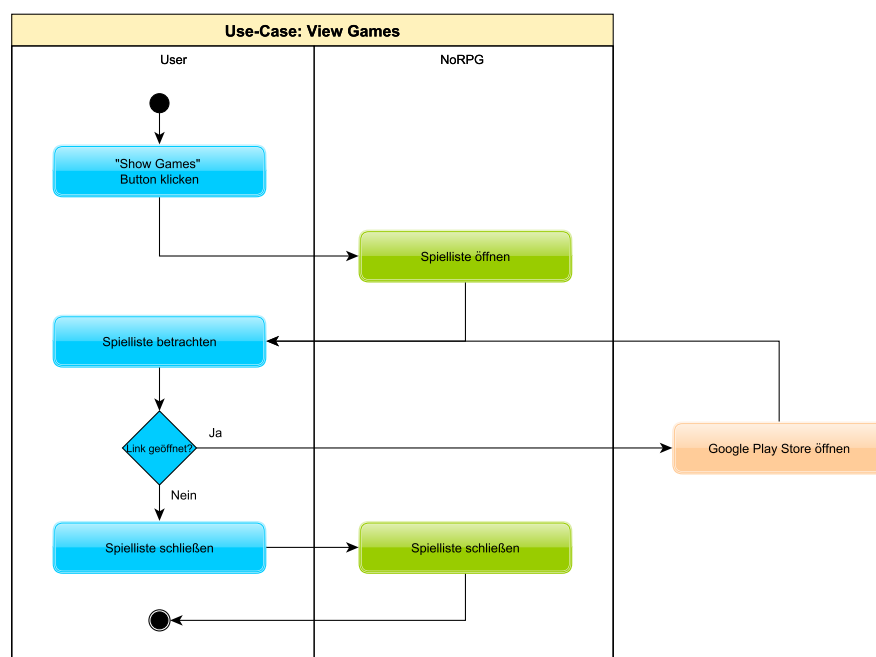 Use-Case: View Games
User
NoRPG
"Show Games"
Button klicken
Spielliste öffnen
Spielliste betrachten
Link geöffnet?
Ja
Google Play Store öffnen
Nein
Spielliste schließen
Spielliste schließen